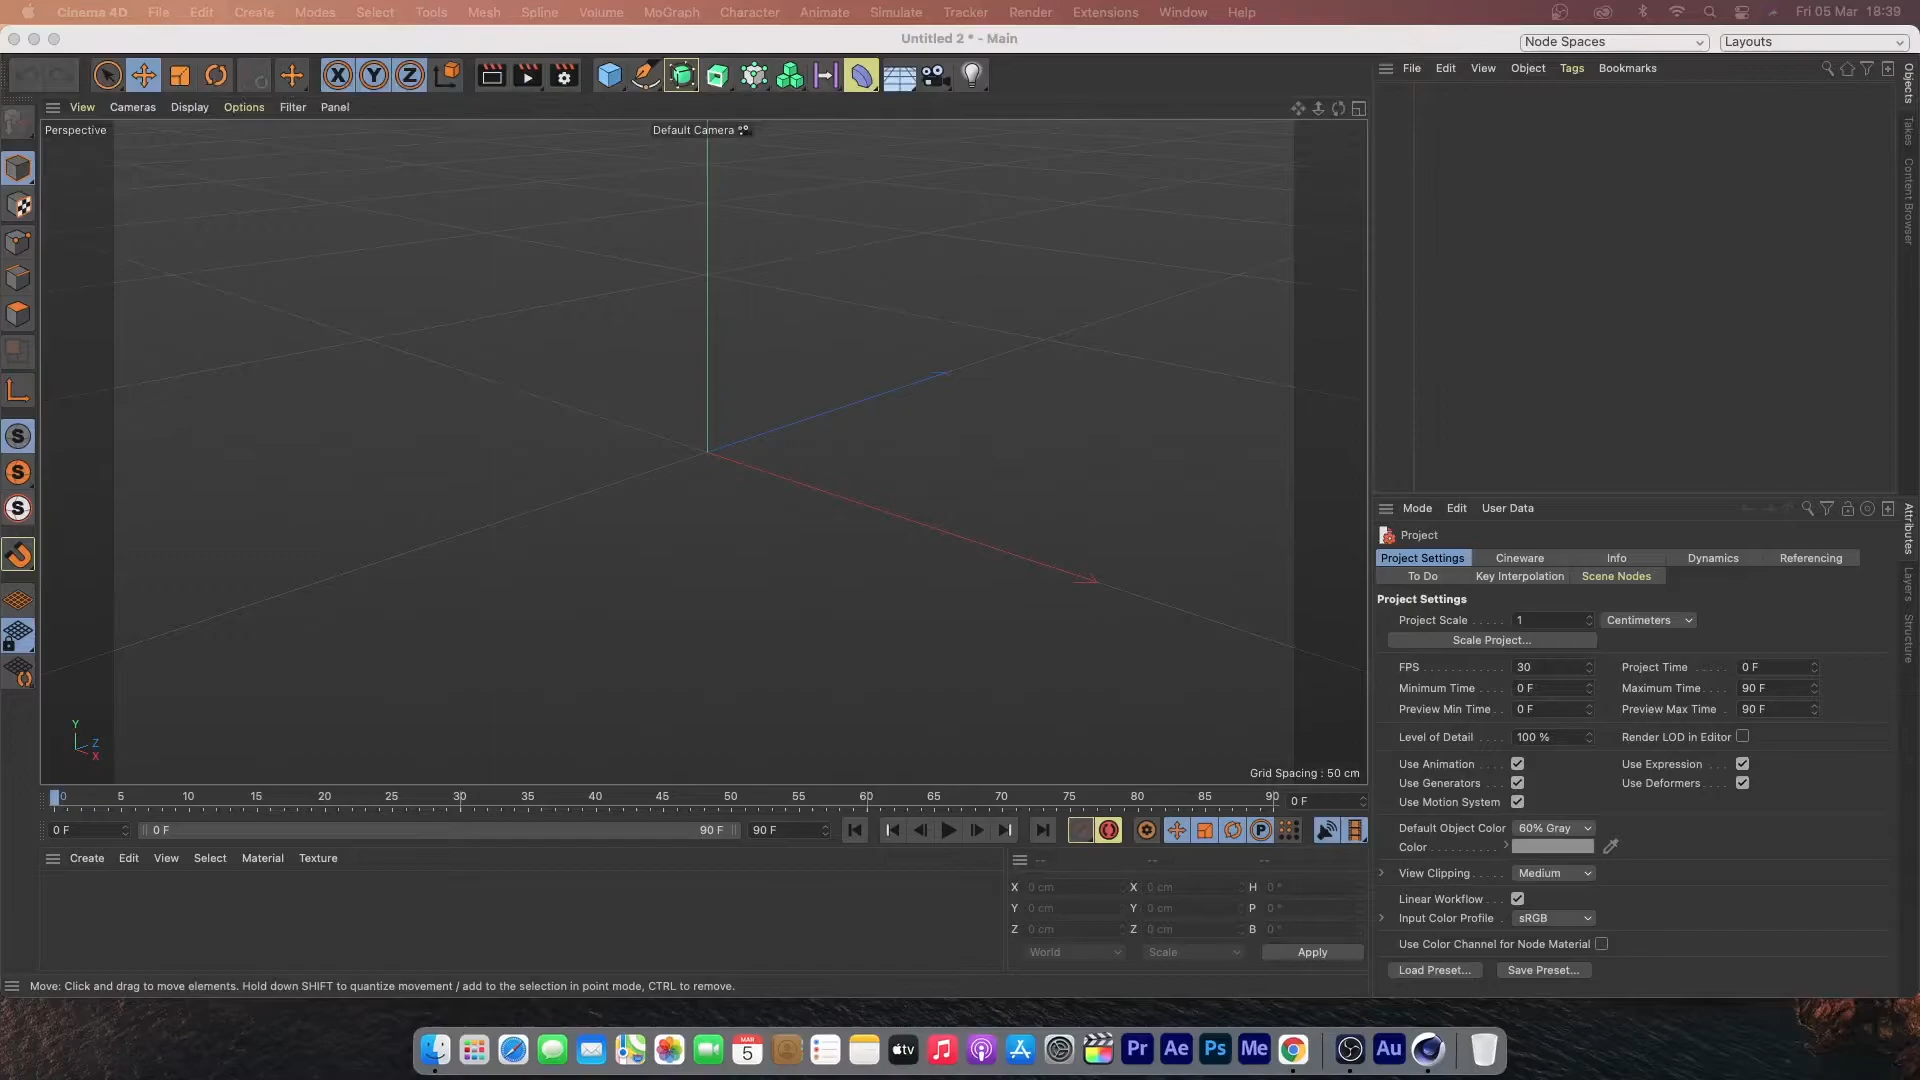 Cinema 4D File Edit Create Modes Select Tools Mesh Spline Volume MoGraph Character Animate Simulate Tracker Render Extensions Window Help Fri 05 Mar 18:39
Untitled 2 * - Main
Node Spaces Layouts
X Y Z
File Edit View Object Tags Bookmarks
Objects
Takes
Content Browser
View Cameras Display Options Filter Panel
Perspective
Default Camera
S
S
S
Y
Z
X
Grid Spacing : 50 cm
Mode Edit User Data
Attributes
Layers
Structure
Project
Project Settings Cineware Info Dynamics Referencing
To Do Key Interpolation Scene Nodes
Project Settings
Project Scale 1 Centimeters
Scale Project...
FPS 30 Project Time 0 F
Minimum Time 0 F Maximum Time 90 F
Preview Min Time 0 F Preview Max Time 90 F
Level of Detail 100 % Render LOD in Editor
Use Animation Use Expression
Use Generators Use Deformers
Use Motion System
Default Object Color 60% Gray
Color
View Clipping Medium
Linear Workflow
Input Color Profile sRGB
Use Color Channel for Node Material
Load Preset... Save Preset...
0 5 10 15 20 25 30 35 40 45 50 55 60 65 70 75 80 85 90 0 F
0 F 0 F 90 F 90 F P
Create Edit View Select Material Texture
-- -- --
X 0 cm X 0 cm H 0 °
Y 0 cm Y 0 cm P 0 °
Z 0 cm Z 0 cm B 0 °
World Scale Apply
Move: Click and drag to move elements. Hold down SHIFT to quantize movement / add to the selection in point mode, CTRL to remove.
MAR
5
tv
Pr Ae Ps Me Au